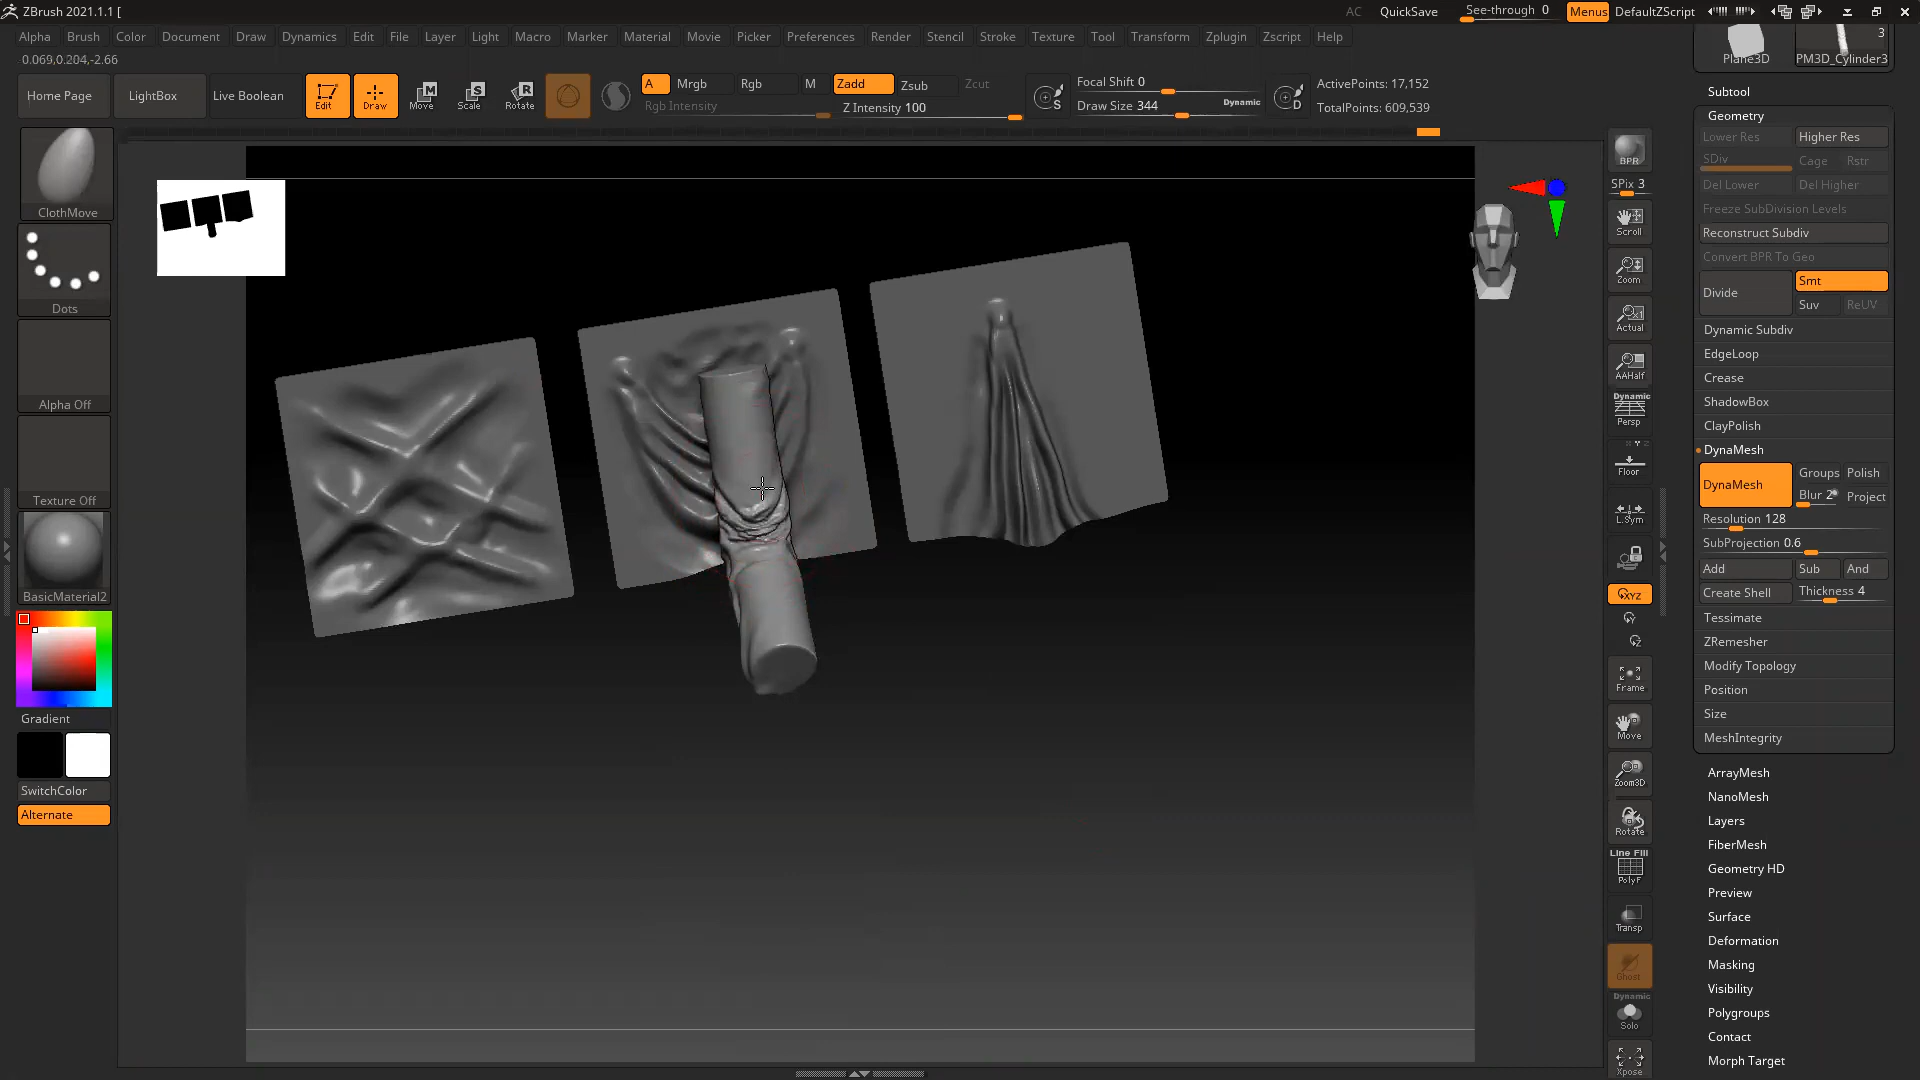 ZBrush 2021.1.1 [
AC QuickSave See-through 0 Menus DefaultZScript
Alpha Brush Color Document Draw Dynamics Edit File Layer Light Macro Marker Material Movie Picker Preferences Render Stencil Stroke Texture Tool Transform Zplugin Zscript Help
0.069,0.204,-2.66
Home Page LightBox Live Boolean Edit Draw Move Scale Rotate
A Mrgb Rgb M Zadd Zsub Zcut
Rgb Intensity Z Intensity 100
Focal Shift 0
Draw Size 344 Dynamic
S
D
ActivePoints: 17,152
TotalPoints: 609,539
ClothMove
Dots
Alpha Off
Texture Off
BasicMaterial2
Gradient
SwitchColor
Alternate
BPR
SPix 3
Scroll
Zoom
Actual
AAHalf
Dynamic
Persp
Floor
L.Sym
XYZ
Frame
Move
Zoom3D
Rotate
Line Fill
PolyF
Transp
Ghost
Dynamic
Solo
Xpose
3
Plane3D PM3D_Cylinder3
Subtool
Geometry
Lower Res Higher Res
SDiv Cage Rstr
Del Lower Del Higher
Freeze SubDivision Levels
Reconstruct Subdiv
Convert BPR To Geo
Divide Smt
Suv ReUV
Dynamic Subdiv
EdgeLoop
Crease
ShadowBox
ClayPolish
DynaMesh
DynaMesh Groups Polish
Blur 2 Project
Resolution 128
SubProjection 0.6
Add Sub And
Create Shell Thickness 4
Tessimate
ZRemesher
Modify Topology
Position
Size
MeshIntegrity
ArrayMesh
NanoMesh
Layers
FiberMesh
Geometry HD
Preview
Surface
Deformation
Masking
Visibility
Polygroups
Contact
Morph Target